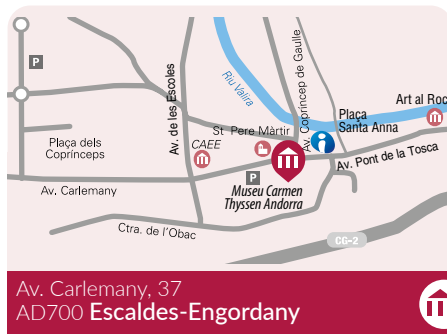 P
Riu Valira
Av. Copríncep de Gaulle
Art al Roc
Plaça
Santa Anna
Av. de les Escoles
St. Pere Màrtir
CAEE
i
Plaça dels
Coprínceps
Av. Pont de la Tosca
P
Av. Carlemany
Museu Carmen
Thyssen Andorra
Ctra. de l'Obac
CG-2
Av. Carlemany, 37
AD700 Escaldes-Engordany